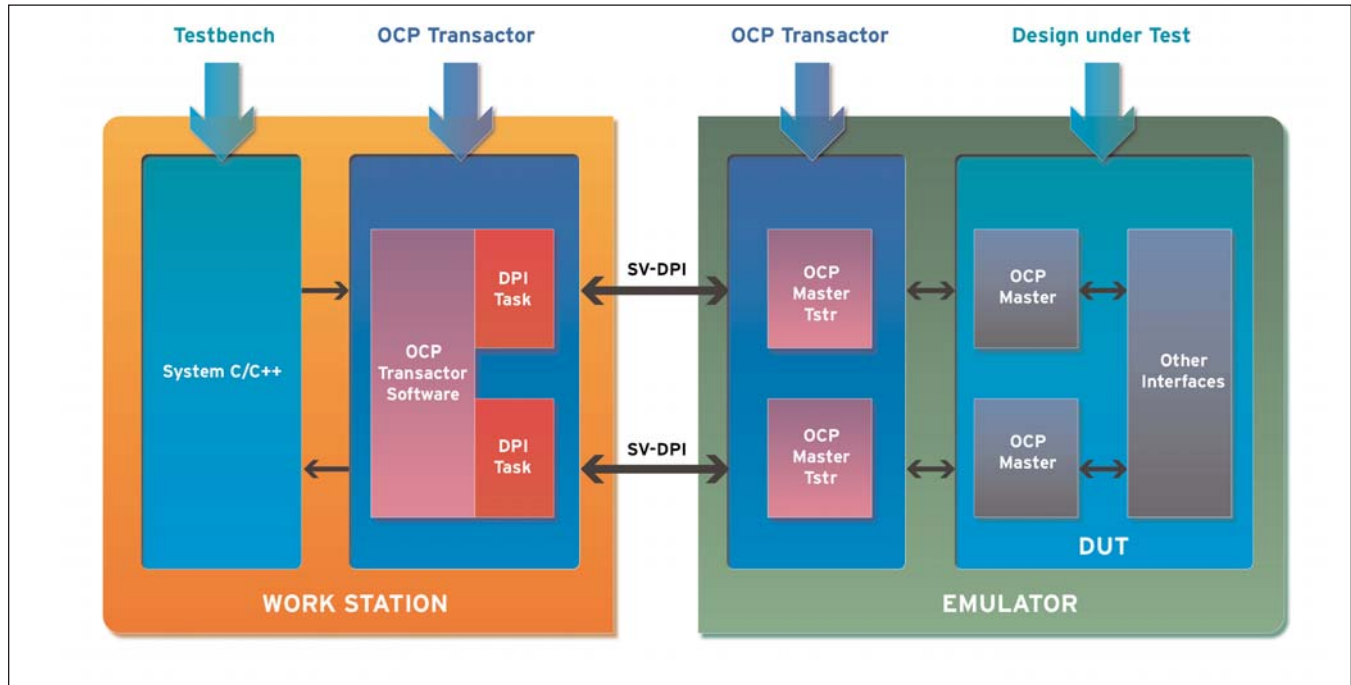 Testbench
OCP Transactor
OCP Transactor
Design under Test
System C/C++
OCP
Transactor
Software
DPI
Task
DPI
Task
SV-DPI
SV-DPI
OCP
Master
Tstr
OCP
Master
Tstr
OCP
Master
OCP
Master
Other
Interfaces
DUT
WORK STATION
EMULATOR